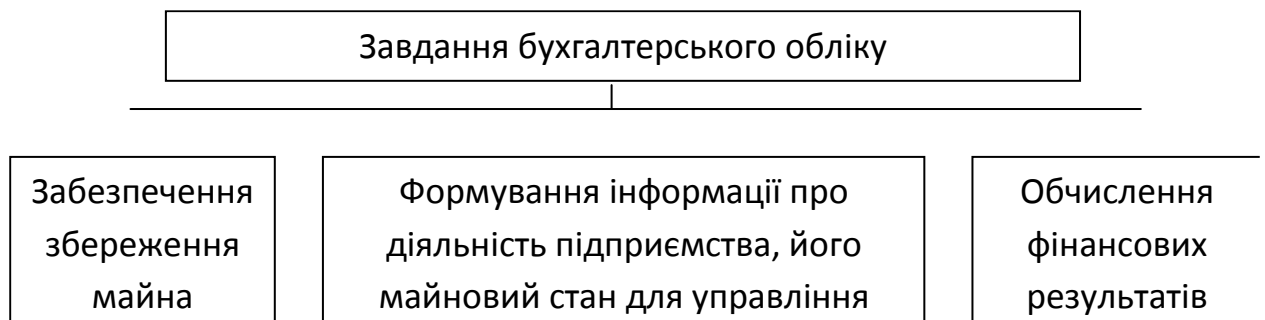 Завдання бухгалтерського обліку
Забезпечення
збереження
майна
Формування інформації про
діяльність підприємства, його
майновий стан для управління
Обчислення
фінансових
результатів